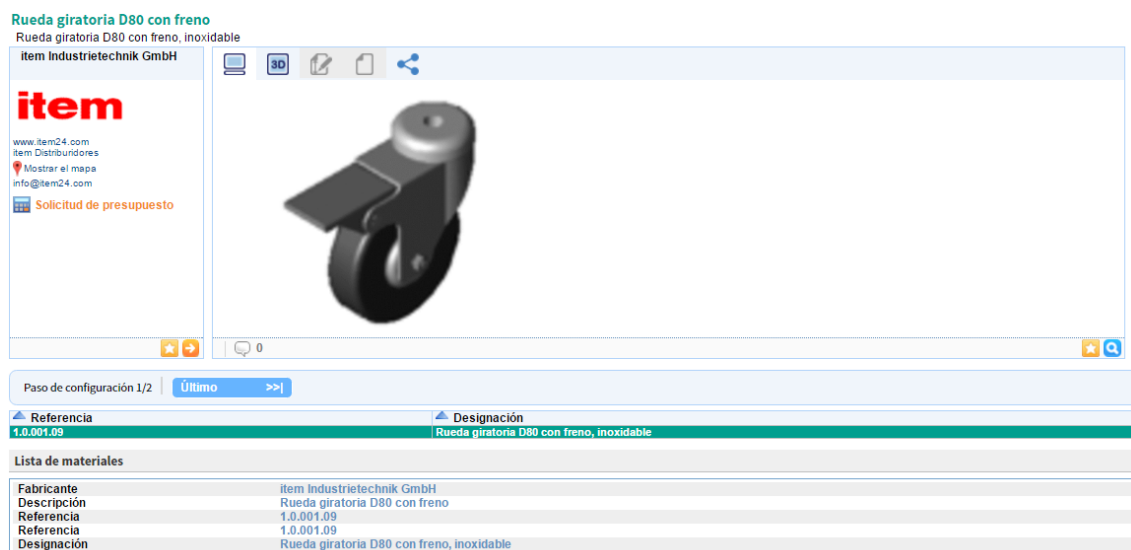 Rueda giratoria D80 con freno
Rueda giratoria D80 con freno, inoxidable
item Industrietechnik GmbH
3D
item
www.item24.com
item Distribuidores
Mostrar el mapa
info@item24.com
Solicitud de presupuesto
0
Paso de configuración 1/2
Último >>|
Referencia Designación
1.0.001.09 Rueda giratoria D80 con freno, inoxidable
Lista de materiales
Fabricante item Industrietechnik GmbH
Descripción Rueda giratoria D80 con freno
Referencia 1.0.001.09
Referencia 1.0.001.09
Designación Rueda giratoria D80 con freno, inoxidable